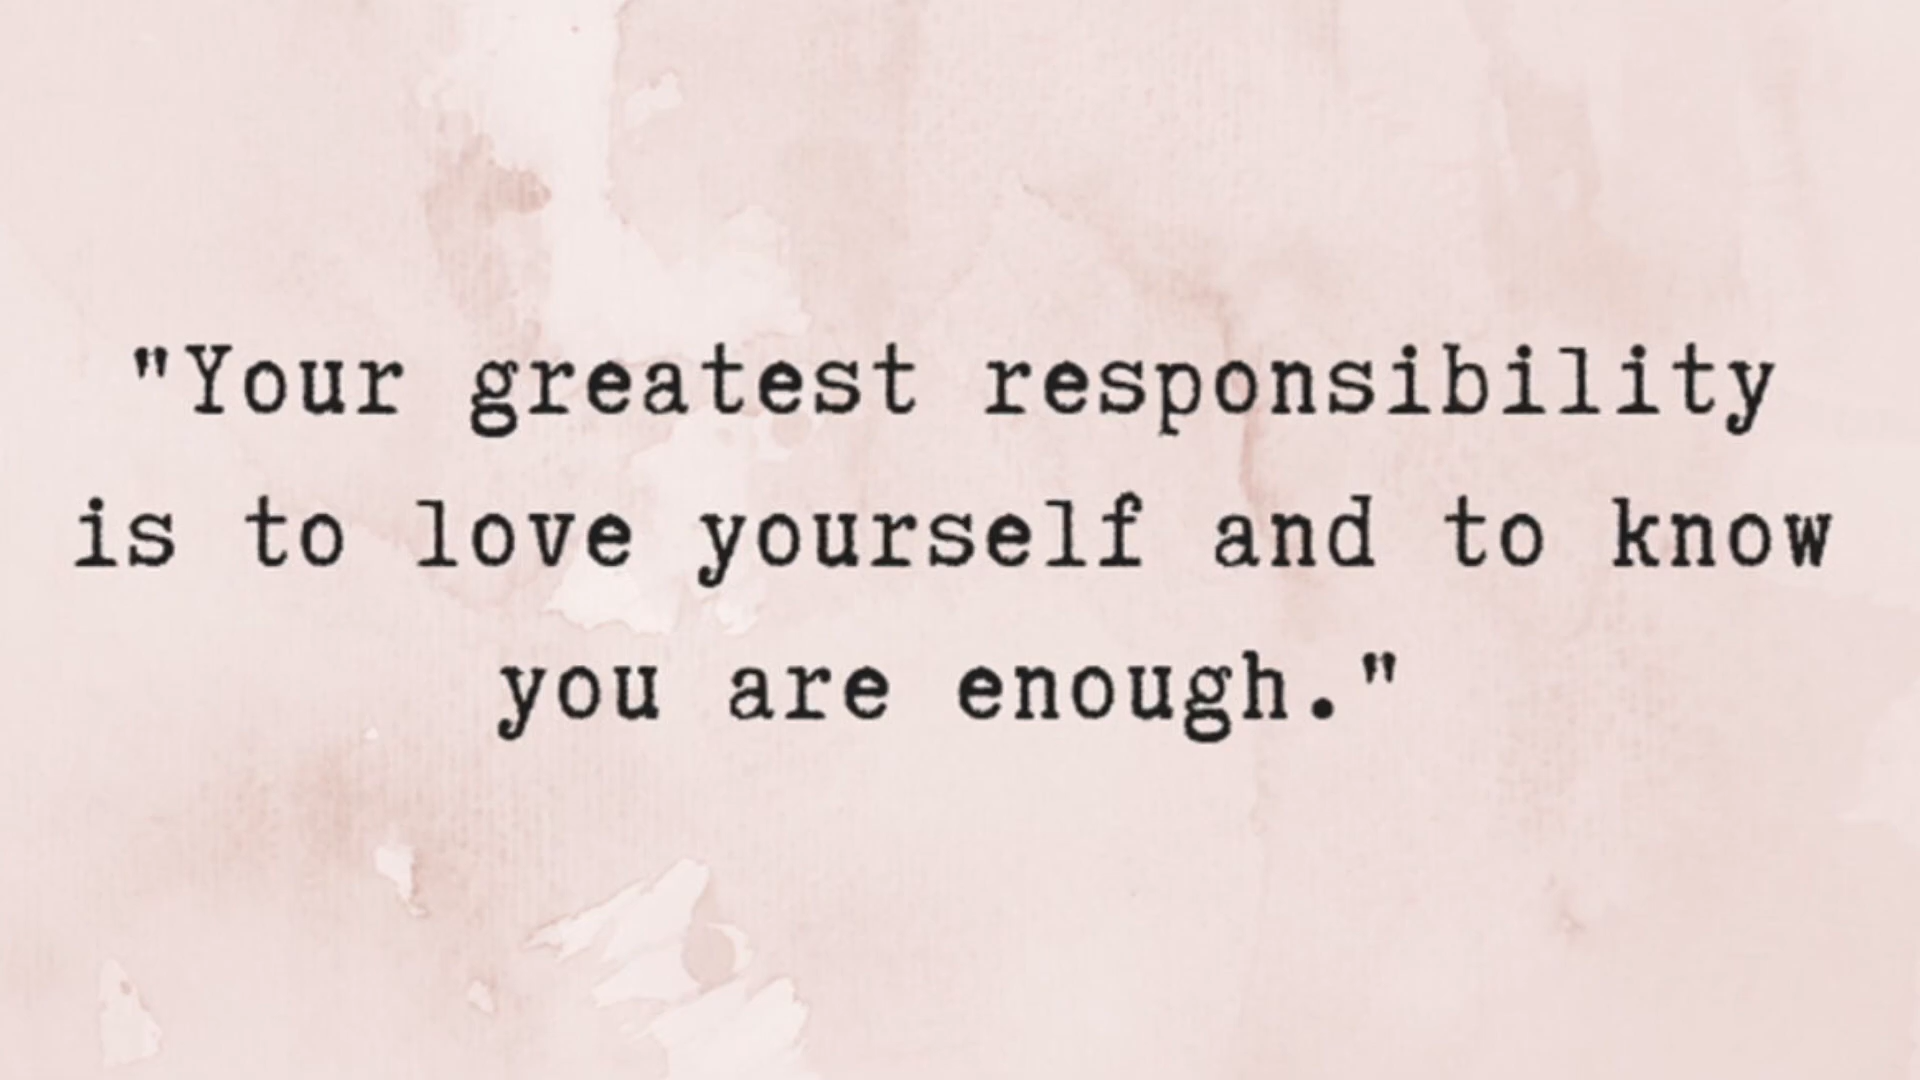 "Your greatest responsibility
is to love yourself and to know
you are enough."